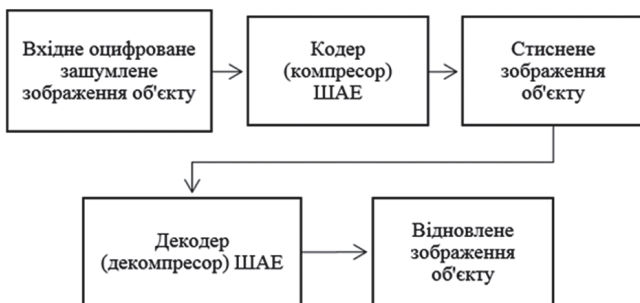 Вхідне оцифроване
зашумлене
зображення об'єкту
Кодер
(компресор)
ШАЕ
Стиснене
зображення
об'єкту
Декодер
(декомпресор) ШАЕ
Відновлене
зображення
об'єкту